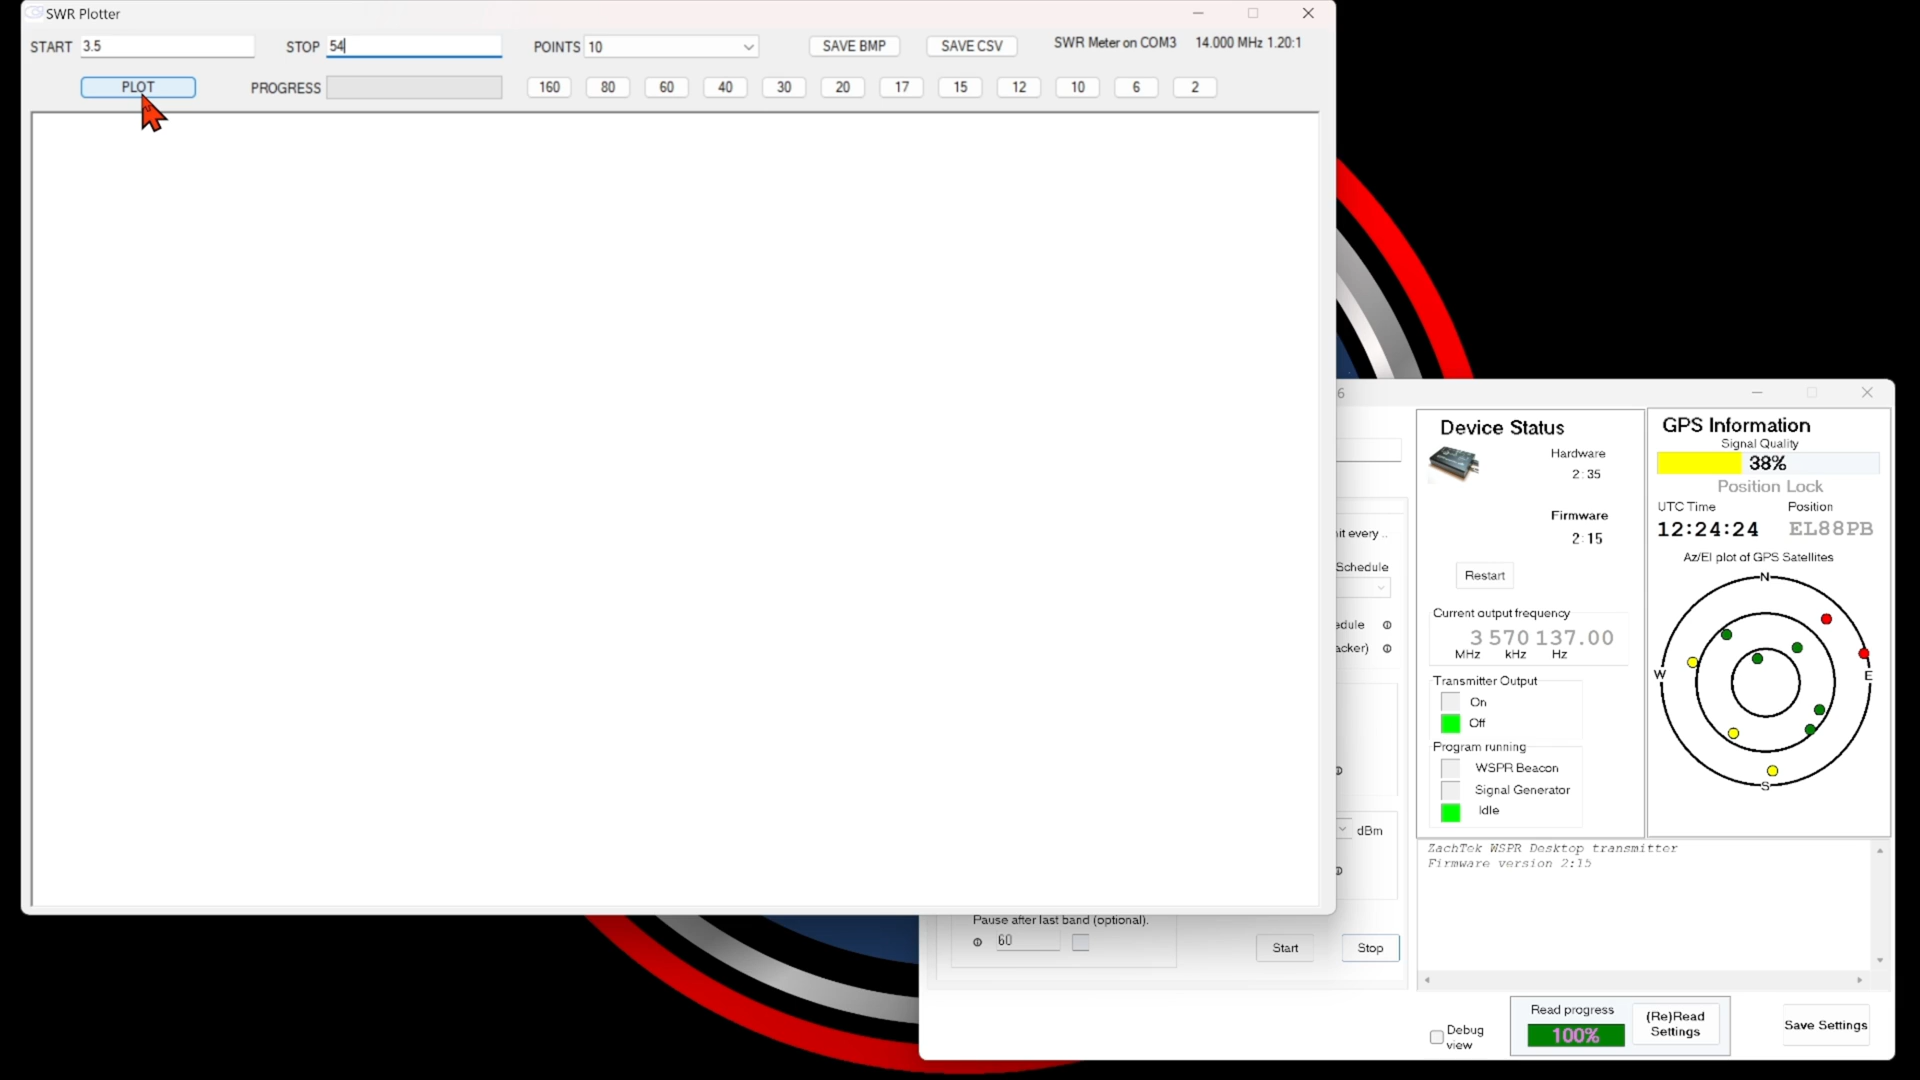 SWR Plotter
START 3.5 STOP 54 POINTS 10 SAVE BMP SAVE CSV SWR Meter on COM3 14.000 MHz 1.20:1
PLOT PROGRESS 160 80 60 40 30 20 17 15 12 10 6 2
6
Device Status
Hardware
2:35
Firmware
2:15
Restart
Current output frequency
3 570 137.00
MHz kHz Hz
Transmitter Output
On
Off
Program running
WSPR Beacon
Signal Generator
Idle
GPS Information
Signal Quality
38%
Position Lock
UTC Time Position
12:24:24 EL88PB
Az/El plot of GPS Satellites
N
W E
S
it every ..
Schedule
edule
acker)
dBm
Pause after last band (optional).
60
Start Stop
ZachTek WSPR Desktop transmitter
Firmware version 2:15
Debug
view
Read progress
100%
(Re)Read
Settings
Save Settings